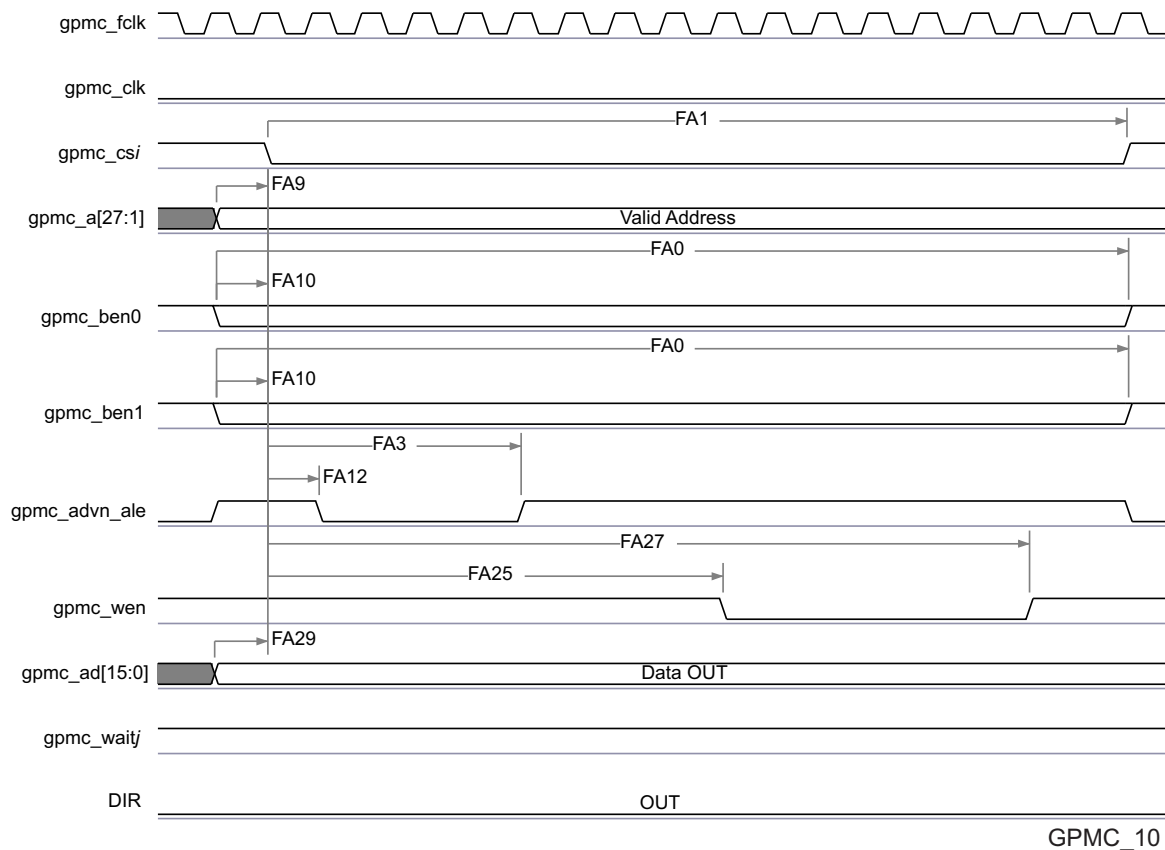 gpmc_fclk
gpmc_clk
FA1
gpmc_csi
FA9
gpmc_a[27:1]
Valid Address
FA0
FA10
gpmc_ben0
FA0
FA10
gpmc_ben1
FA3
FA12
gpmc_advn_ale
FA27
FA25
gpmc_wen
FA29
gpmc_ad[15:0]
Data OUT
gpmc_waitj
DIR
OUT
GPMC_10